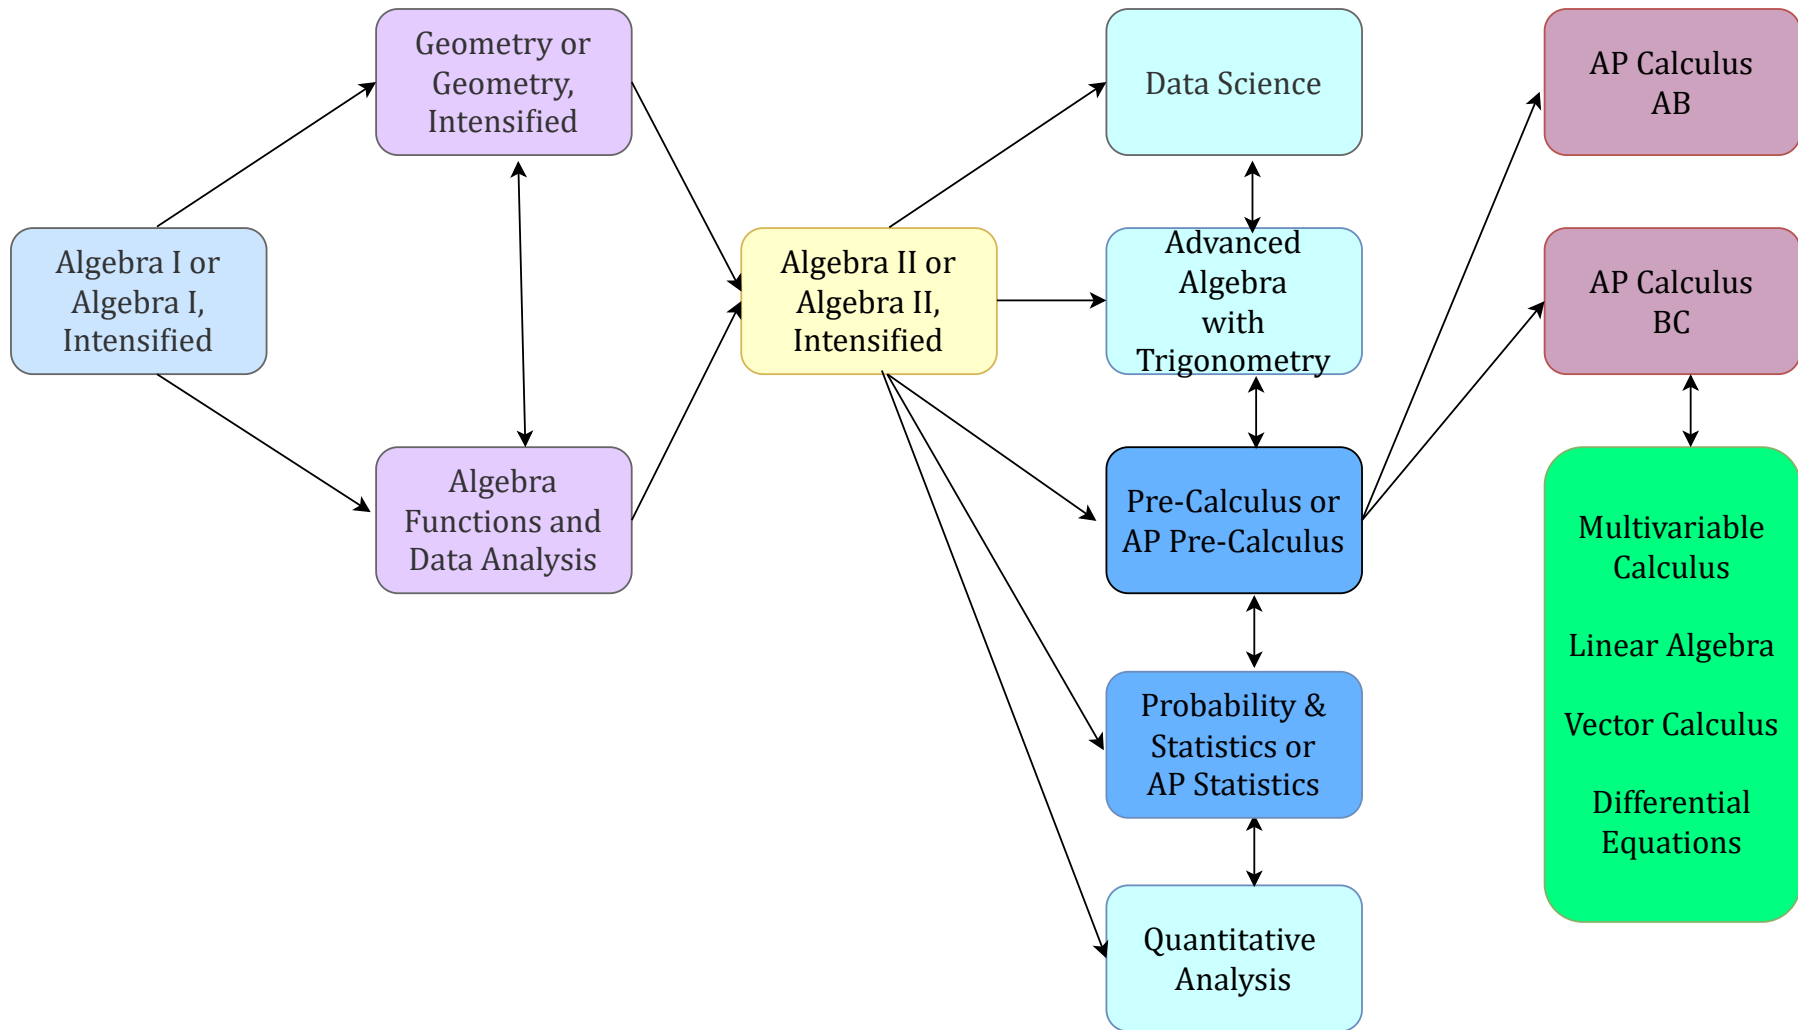 Algebra I or
Algebra I,
Intensified
Geometry or
Geometry,
Intensified
Algebra
Functions and
Data Analysis
Algebra II or
Algebra II,
Intensified
Data Science
Advanced
Algebra
with
Trigonometry
Pre-Calculus or
AP Pre-Calculus
Probability &
Statistics or
AP Statistics
Quantitative
Analysis
AP Calculus
AB
AP Calculus
BC
Multivariable
Calculus
Linear Algebra
Vector Calculus
Differential
Equations